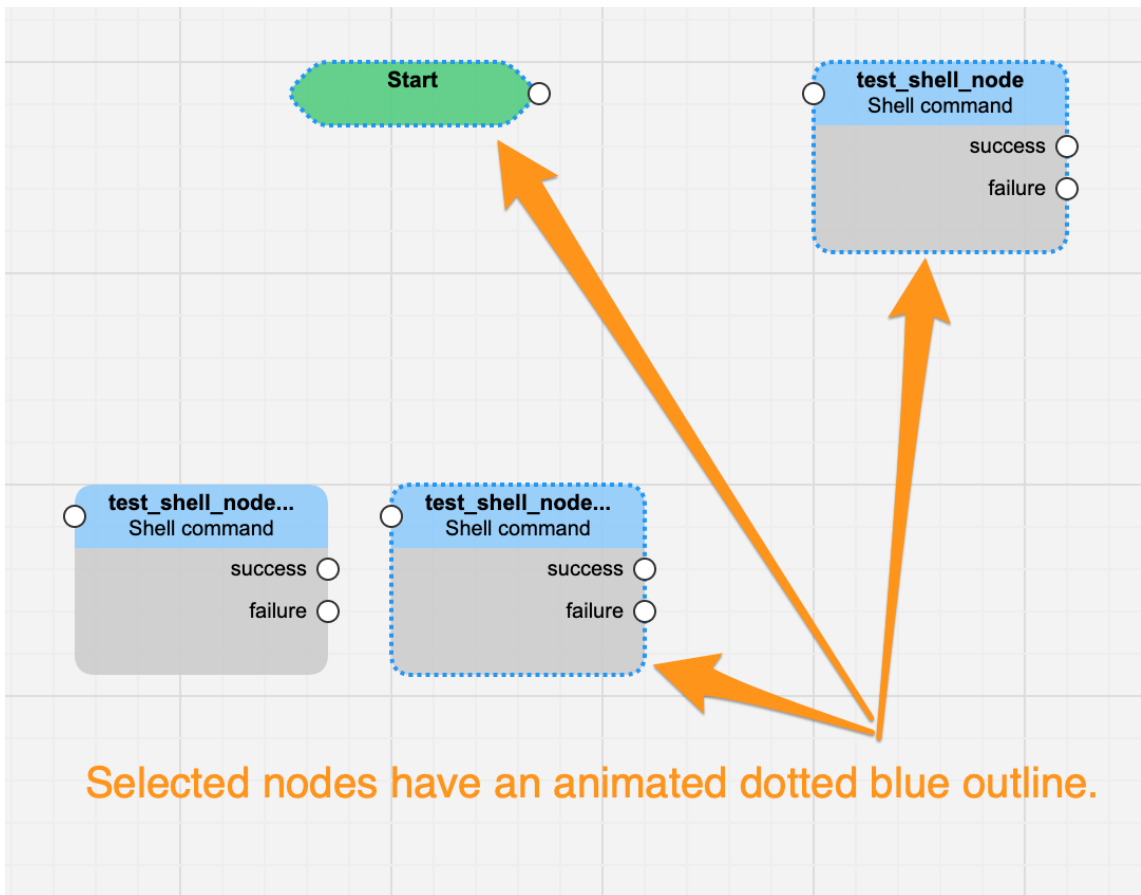 Start
test_shell_node
Shell command
success
failure
test_shell_node...
Shell command
success
failure
test_shell_node...
Shell command
success
failure
Selected nodes have an animated dotted blue outline.